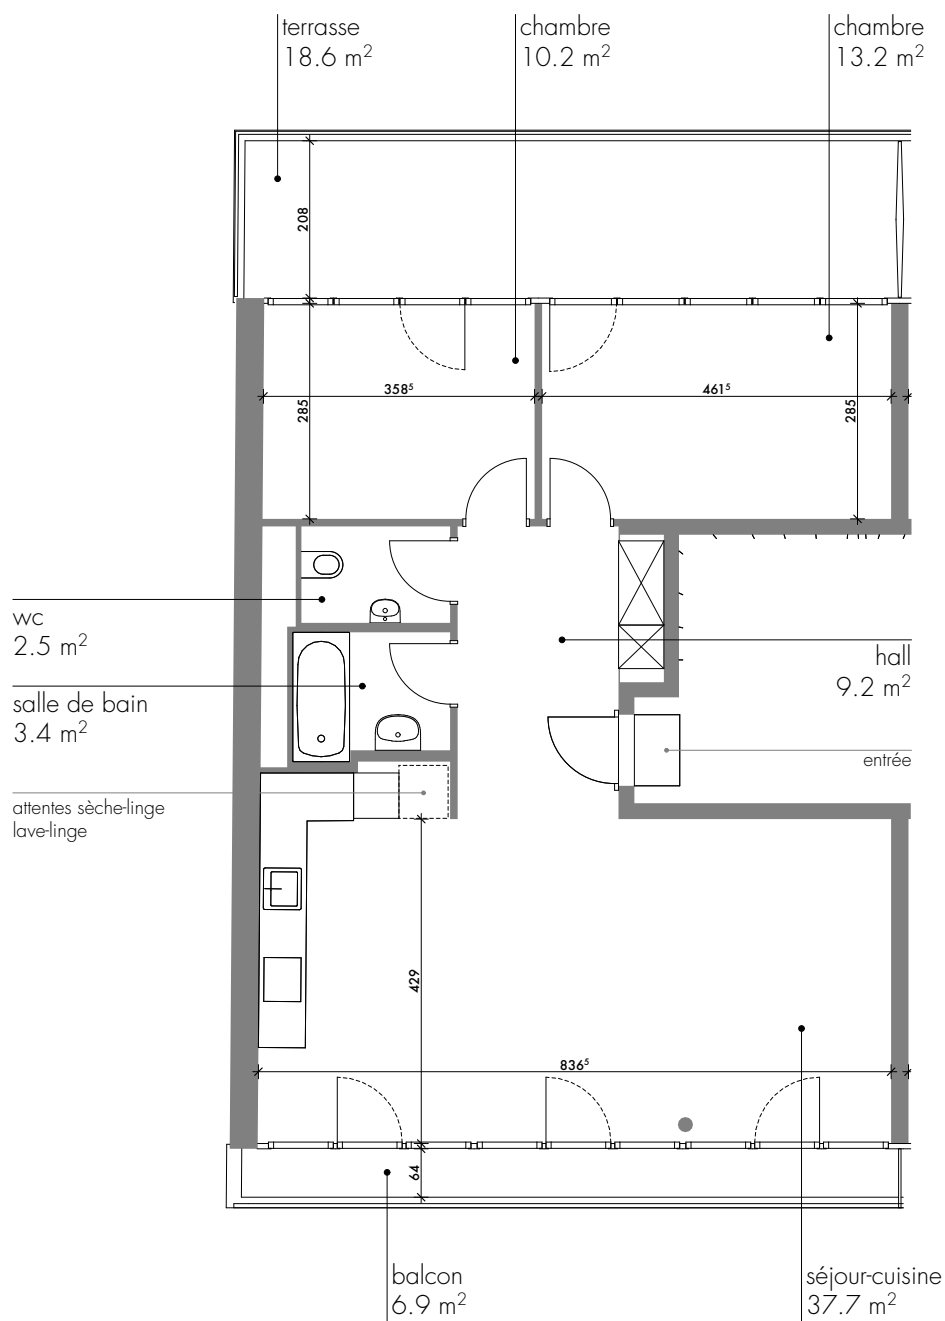 terrasse
18.6 m²
chambre
10.2 m²
chambre
13.2 m²
208
358⁵
461⁵
285
285
wc
2.5 m²
hall
9.2 m²
salle de bain
3.4 m²
entrée
attentes sèche-linge
lave-linge
429
836⁵
64
balcon
6.9 m²
séjour-cuisine
37.7 m²